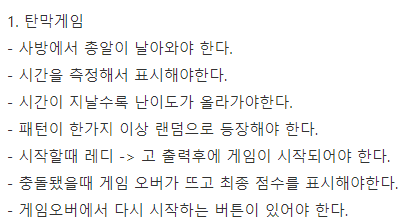 1. 탄막게임
- 사방에서 총알이 날아와야 한다.
- 시간을 측정해서 표시해야한다.
- 시간이 지날수록 난이도가 올라가야한다.
- 패턴이 한가지 이상 랜덤으로 등장해야 한다.
- 시작할때 레디 -> 고 출력후에 게임이 시작되어야 한다.
- 충돌됐을때 게임 오버가 뜨고 최종 점수를 표시해야한다.
- 게임오버에서 다시 시작하는 버튼이 있어야 한다.